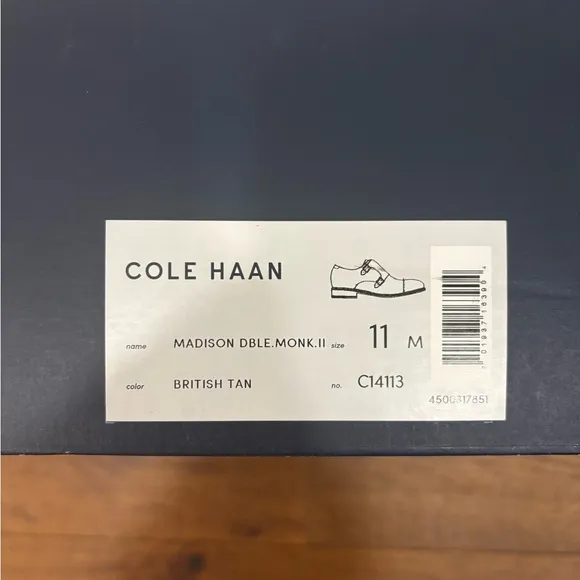 COLE HAAN
name MADISON DBLE.MONK.II size 11 M
color BRITISH TAN no. C14113
4500317851